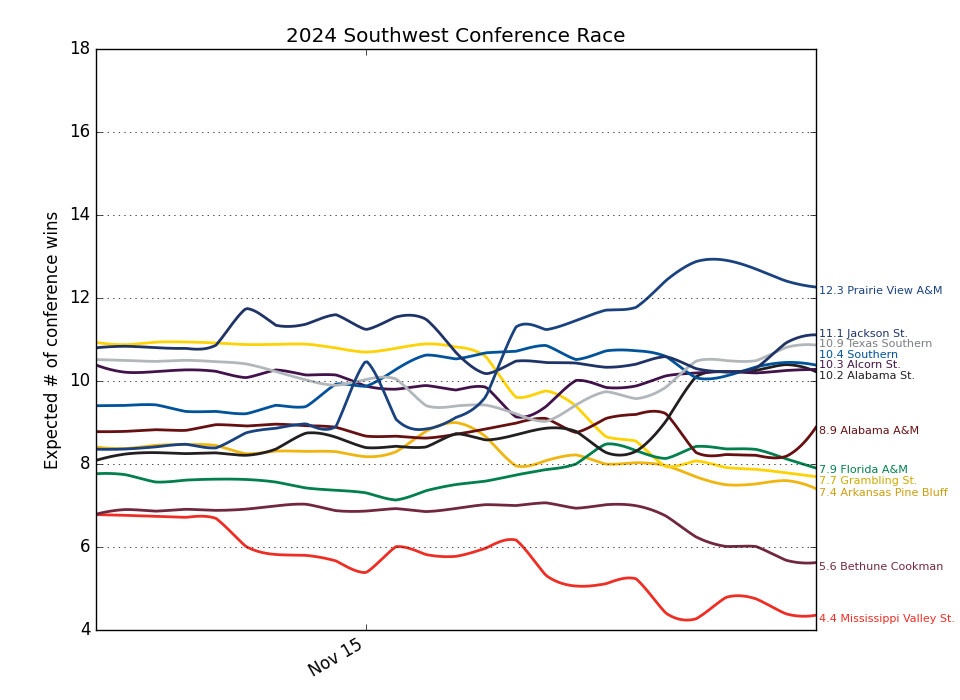 2024 Southwest Conference Race
Expected # of conference wins
18
16
14
12
10
8
6
4
Nov 15
12.3 Prairie View A&M
11.1 Jackson St.
10.9 Texas Southern
10.4 Southern
10.3 Alcorn St.
10.2 Alabama St.
8.9 Alabama A&M
7.9 Florida A&M
7.7 Grambling St.
7.4 Arkansas Pine Bluff
5.6 Bethune Cookman
4.4 Mississippi Valley St.